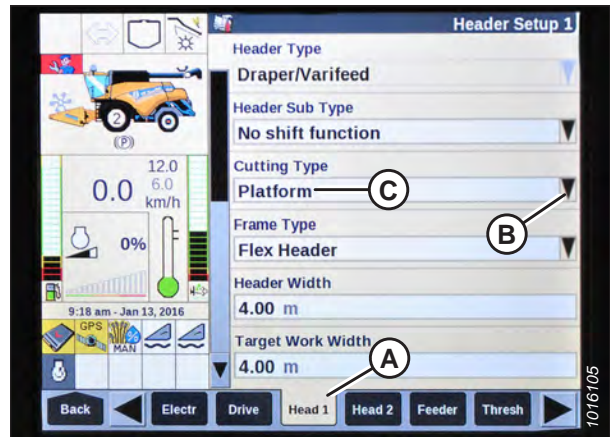 Header Setup 1
Header Type
Draper/Varifeed
Header Sub Type
No shift function
Cutting Type
Platform
C
B
Frame Type
Flex Header
Header Width
4.00 m
Target Work Width
4.00 m
A
2
(P)
12.0
0.0
6.0
km/h
0%
9:18 am - Jan 13, 2016
GPS
MAN
Back
Electr
Drive
Head 1
Head 2
Feeder
Thresh
1016105